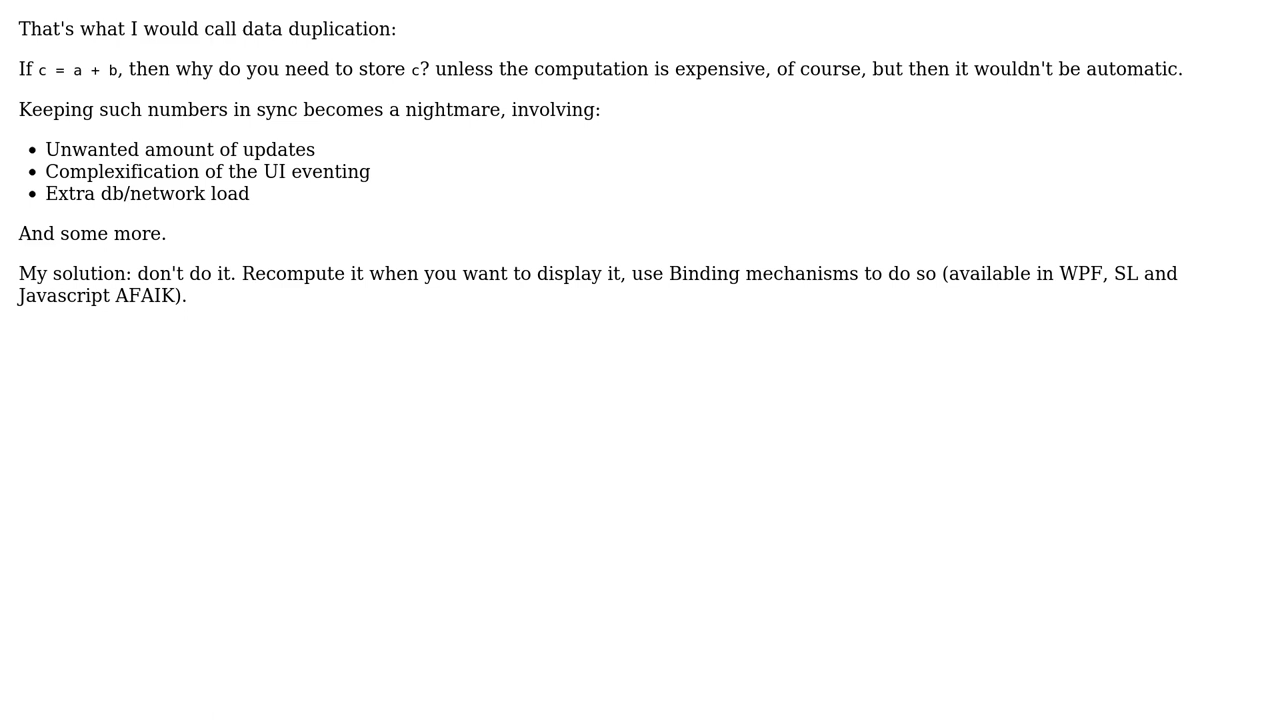 That's what I would call data duplication:
If c = a + b, then why do you need to store c? unless the computation is expensive, of course, but then it wouldn't be automatic.
Keeping such numbers in sync becomes a nightmare, involving:
• Unwanted amount of updates
• Complexification of the UI eventing
• Extra db/network load
And some more.
My solution: don't do it. Recompute it when you want to display it, use Binding mechanisms to do so (available in WPF, SL and
Javascript AFAIK).